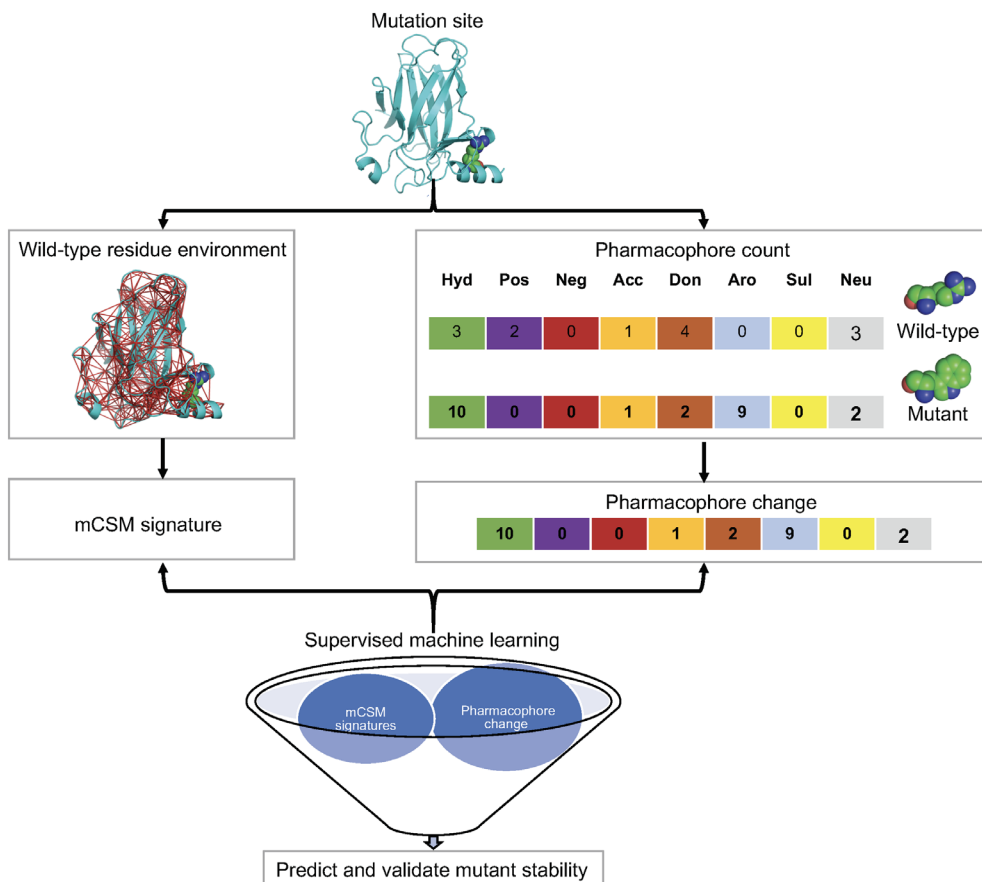 Mutation site
Wild-type residue environment
Pharmacophore count
Hyd Pos Neg Acc Don Aro Sul Neu
3 2 0 1 4 0 0 3
Wild-type
10 0 0 1 2 9 0 2
Mutant
mCSM signature
Pharmacophore change
10 0 0 1 2 9 0 2
Supervised machine learning
mCSM
signatures
Pharmacophore
change
Predict and validate mutant stability